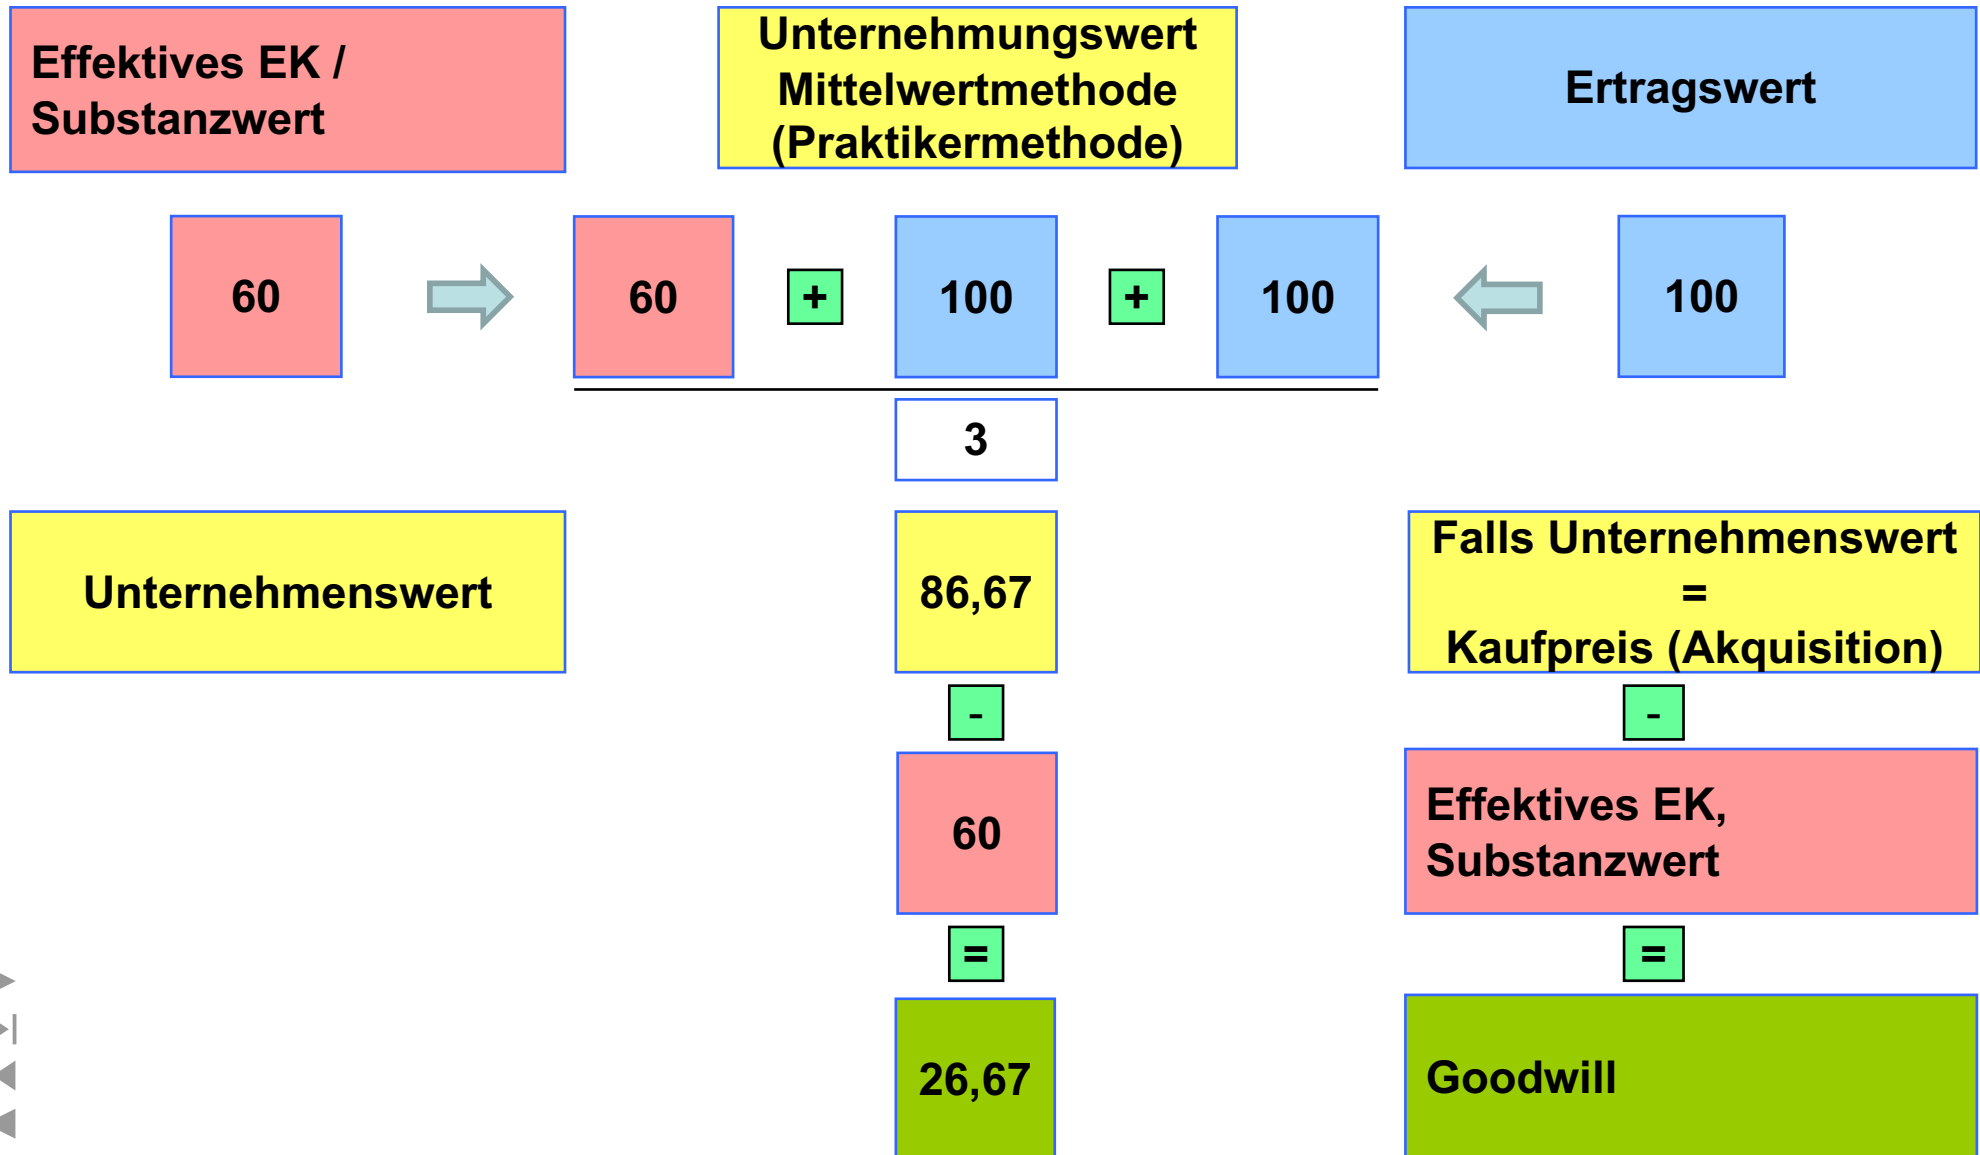 Effektives EK /
Substanzwert
Unternehmungswert
Mittelwertmethode
(Praktikermethode)
Ertragswert
60
60
+
100
+
100
100
3
Unternehmenswert
86,67
Falls Unternehmenswert
=
Kaufpreis (Akquisition)
-
-
60
Effektives EK,
Substanzwert
=
=
26,67
Goodwill